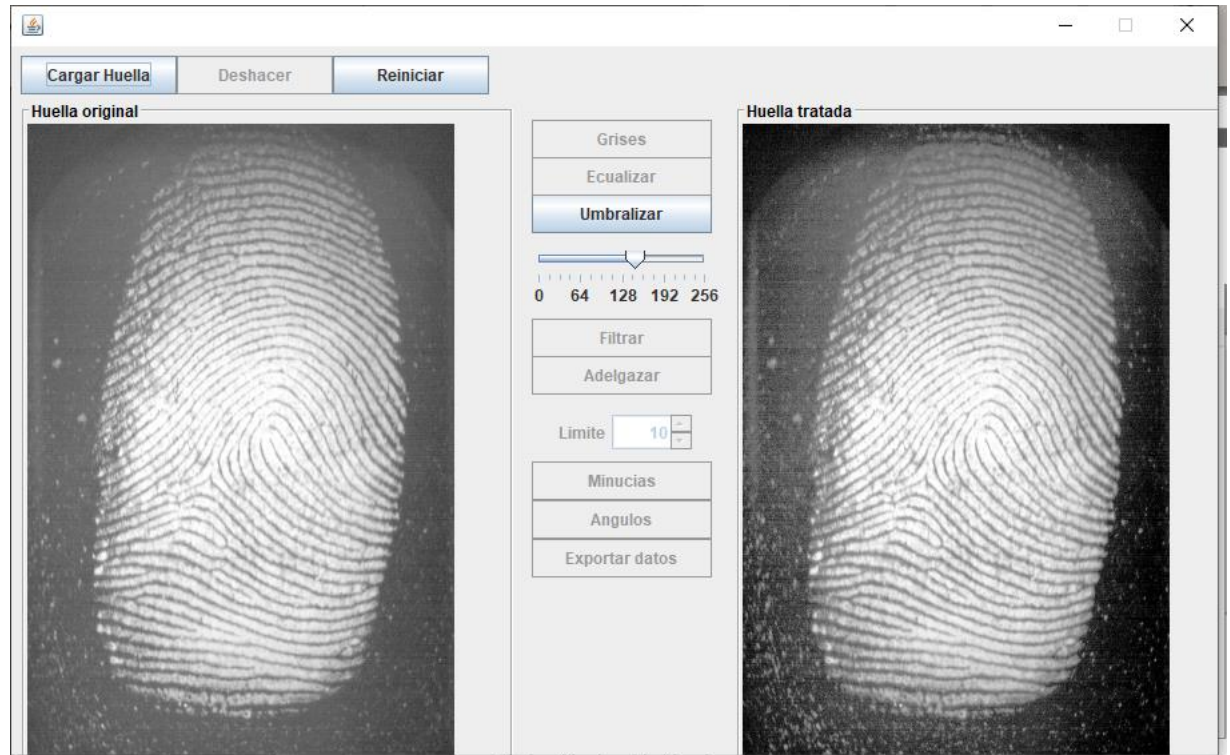 Cargar Huella Deshacer Reiniciar
Huella original
Huella tratada
Grises
Ecualizar
Umbralizar
0 64 128 192 256
Filtrar
Adelgazar
Limite 10
Minucias
Angulos
Exportar datos